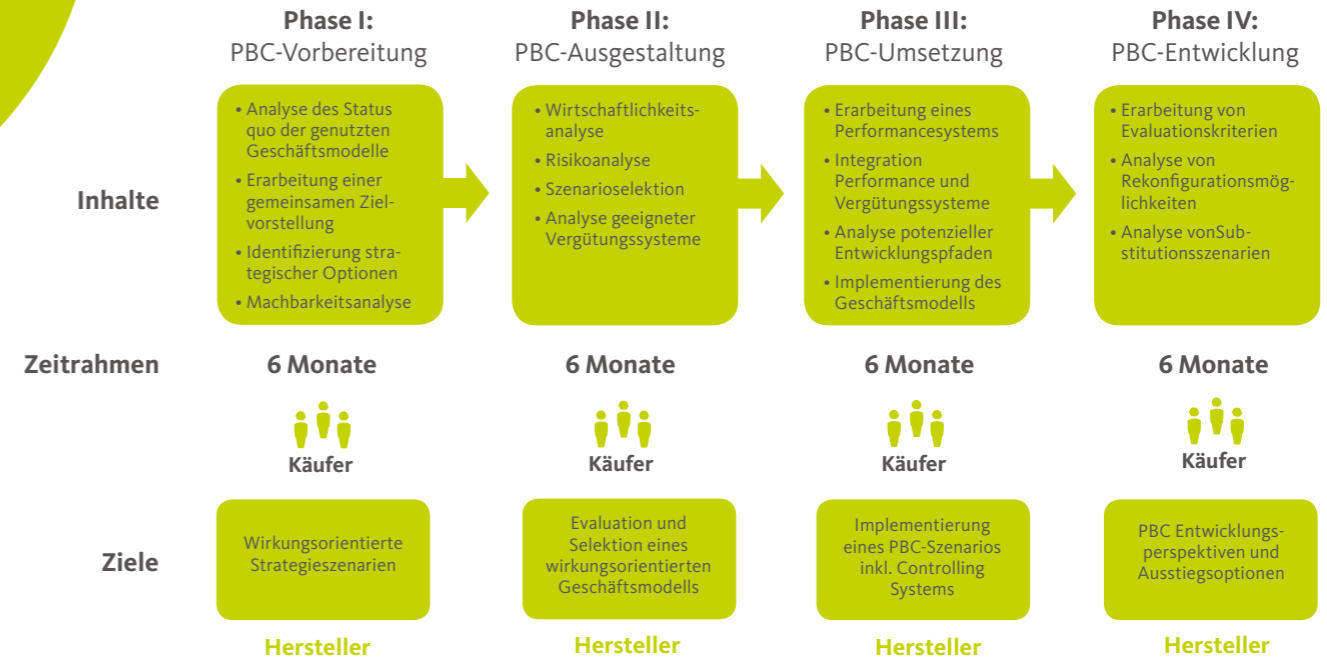 Phase I:
PBC-Vorbereitung
Phase II:
PBC-Ausgestaltung
Phase III:
PBC-Umsetzung
Phase IV:
PBC-Entwicklung
Inhalte
• Analyse des Status
quo der genutzten
Geschäftsmodelle
• Erarbeitung einer
gemeinsamen Ziel-
vorstellung
• Identifizierung stra-
tegischer Optionen
• Machbarkeitsanalyse
• Wirtschaftlichkeits-
analyse
• Risikoanalyse
• Szenarioselektion
• Analyse geeigneter
Vergütungssysteme
• Erarbeitung eines
Performancesystems
• Integration
Performance und
Vergütungssysteme
• Analyse potenzieller
Entwicklungspfaden
• Implementierung des
Geschäftsmodells
• Erarbeitung von
Evaluationskriterien
• Analyse von
Rekonfigurationsmög-
lichkeiten
• Analyse vonSub-
stitutionsszenarien
Zeitrahmen
6 Monate
6 Monate
6 Monate
6 Monate
Käufer
Käufer
Käufer
Käufer
Ziele
Wirkungsorientierte
Strategieszenarien
Evaluation und
Selektion eines
wirkungsorientierten
Geschäftsmodells
Implementierung
eines PBC-Szenarios
inkl. Controlling
Systems
PBC Entwicklungs-
perspektiven und
Ausstiegsoptionen
Hersteller
Hersteller
Hersteller
Hersteller